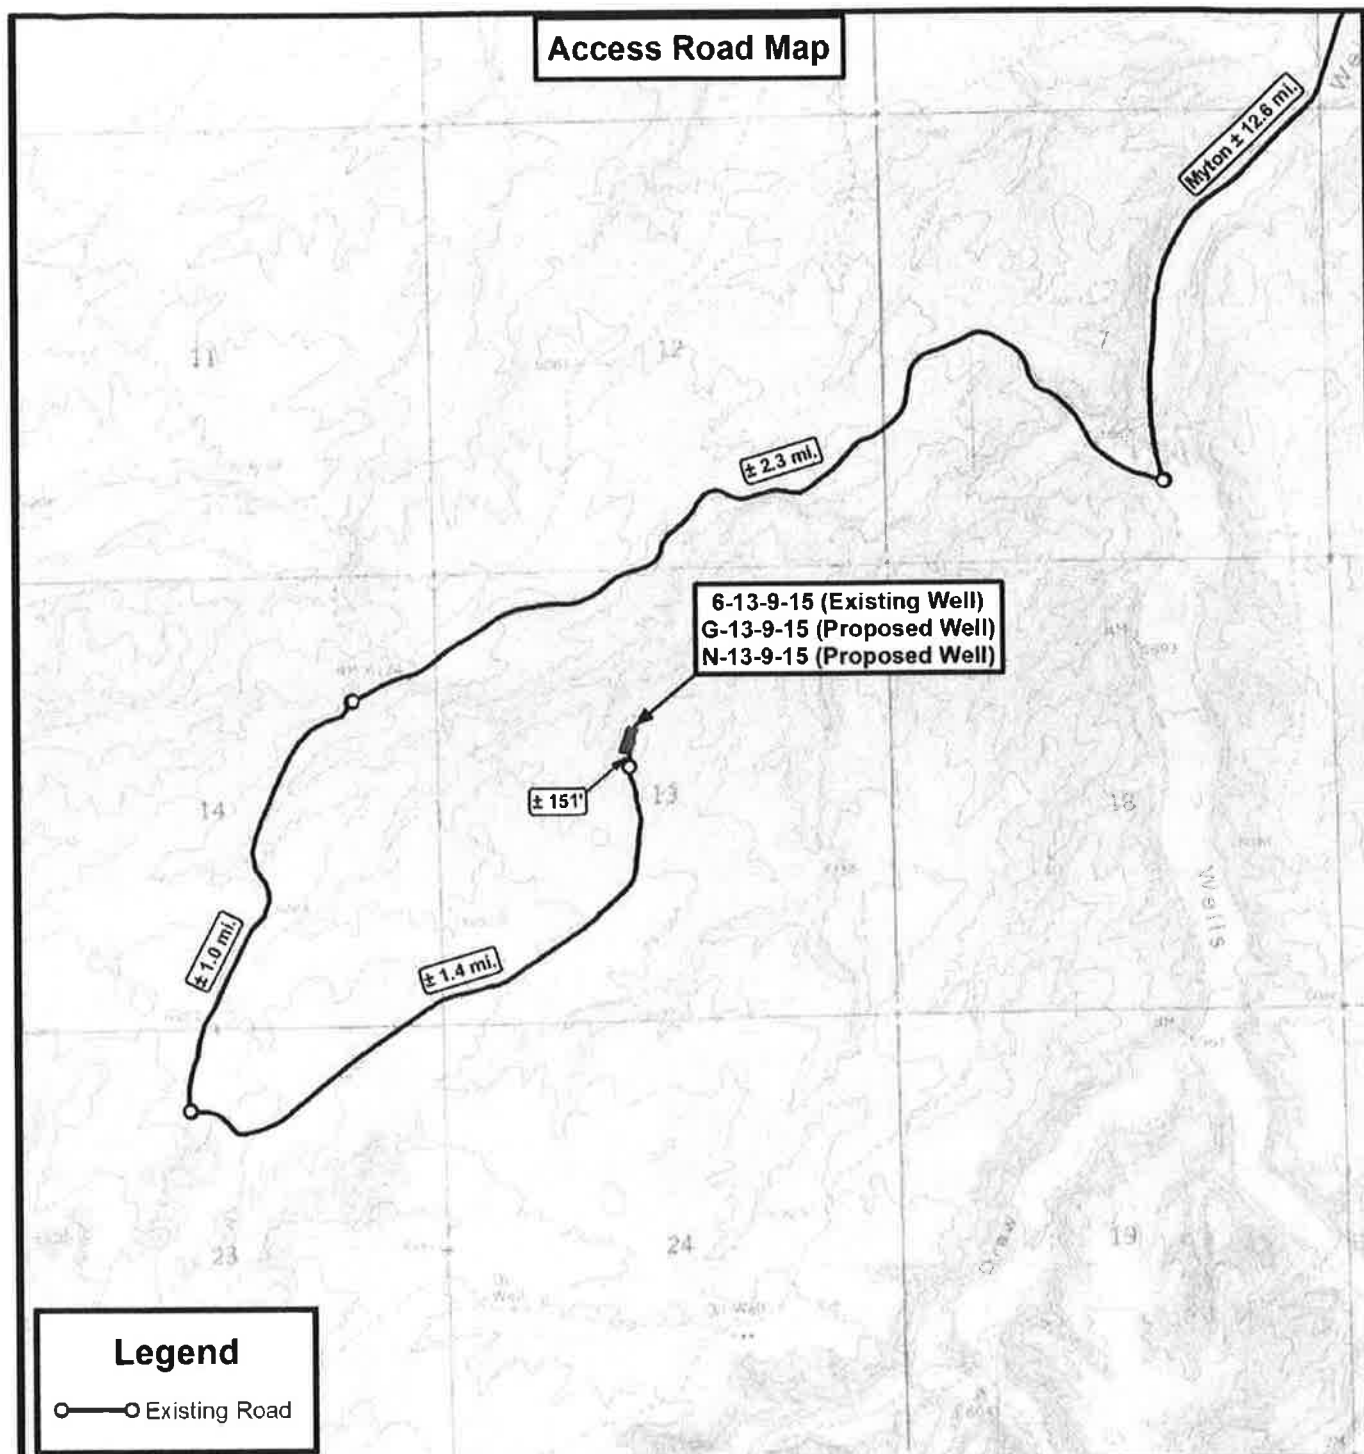 Access Road Map
We
Myton ± 12.6 mi.
11
12
7
± 2.3 mi.
6-13-9-15 (Existing Well)
G-13-9-15 (Proposed Well)
N-13-9-15 (Proposed Well)
± 151'
13
14
18
Wells
± 1.0 mi.
± 1.4 mi.
Draw
23
24
19
Legend
Existing Road